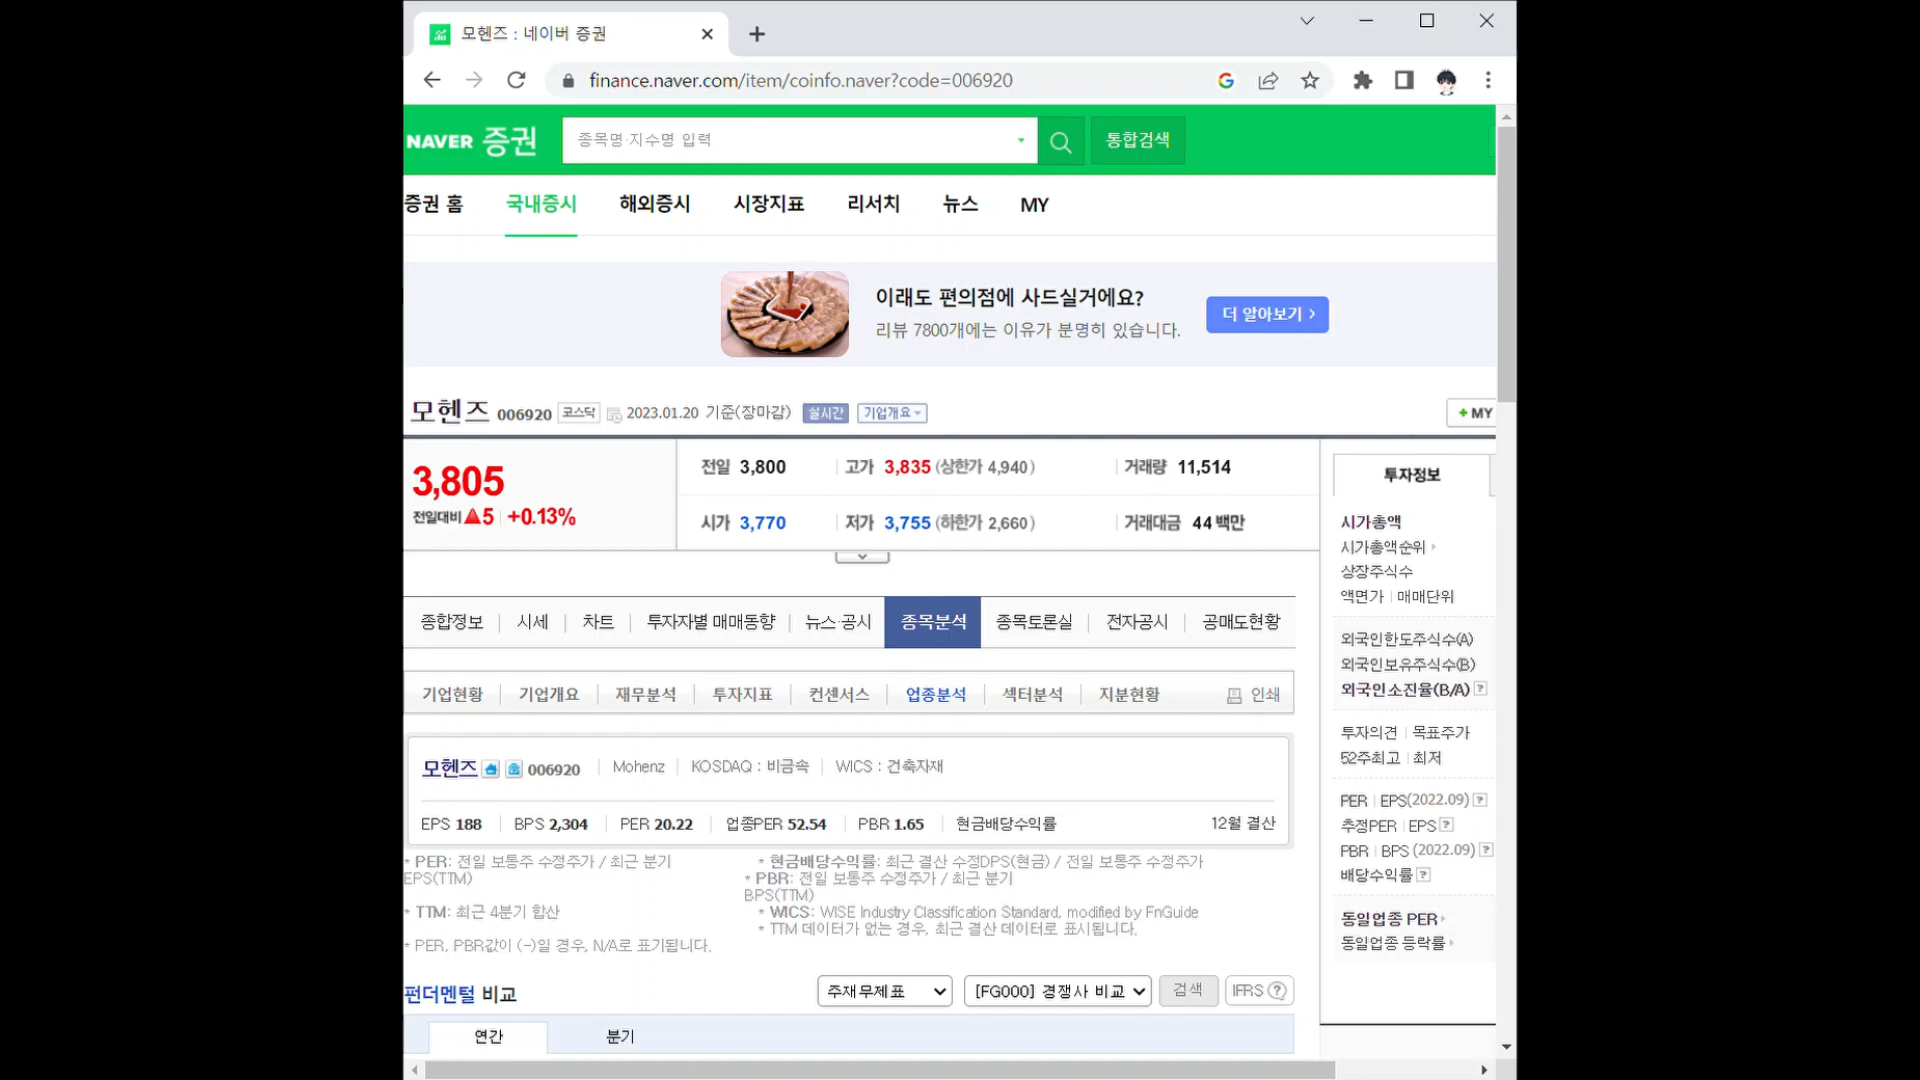 모헨즈 : 네이버 증권
finance.naver.com/item/coinfo.naver?code=006920
NAVER 증권 종목명·지수명 입력 통합검색
증권 홈 국내증시 해외증시 시장지표 리서치 뉴스 MY
이래도 편의점에 사드실거에요?
리뷰 7800개에는 이유가 분명히 있습니다.
더 알아보기 >
모헨즈 006920 코스닥 2023.01.20 기준(장마감) 실시간 기업개요 + MY
3,805
전일대비 ▲5 +0.13%
전일 3,800 고가 3,835 (상한가 4,940) 거래량 11,514
시가 3,770 저가 3,755 (하한가 2,660) 거래대금 44 백만
종합정보 시세 차트 투자자별 매매동향 뉴스·공시 종목분석 종목토론실 전자공시 공매도현황
기업현황 기업개요 재무분석 투자지표 컨센서스 업종분석 섹터분석 지분현황 인쇄
모헨즈 006920 Mohenz KOSDAQ : 비금속 WICS : 건축자재
EPS 188 BPS 2,304 PER 20.22 업종PER 52.54 PBR 1.65 현금배당수익률 12월 결산
* PER: 전일 보통주 수정주가 / 최근 분기
EPS(TTM)
* TTM: 최근 4분기 합산
* PER, PBR값이 (-)일 경우, N/A로 표기됩니다.
* 현금배당수익률: 최근 결산 수정DPS(현금) / 전일 보통주 수정주가
* PBR: 전일 보통주 수정주가 / 최근 분기
BPS(TTM)
* WICS: WISE Industry Classification Standard, modified by FnGuide
* TTM 데이터가 없는 경우, 최근 결산 데이터로 표시됩니다.
펀더멘털 비교 주재무제표 [FG000] 경쟁사 비교 검색 IFRS ?
연간 분기
투자정보
시가총액
시가총액순위
상장주식수
액면가 매매단위
외국인한도주식수(A)
외국인보유주식수(B)
외국인소진율(B/A) ?
투자의견 목표주가
52주최고 최저
PER EPS(2022.09) ?
추정PER EPS ?
PBR BPS (2022.09) ?
배당수익률 ?
동일업종 PER
동일업종 등락률